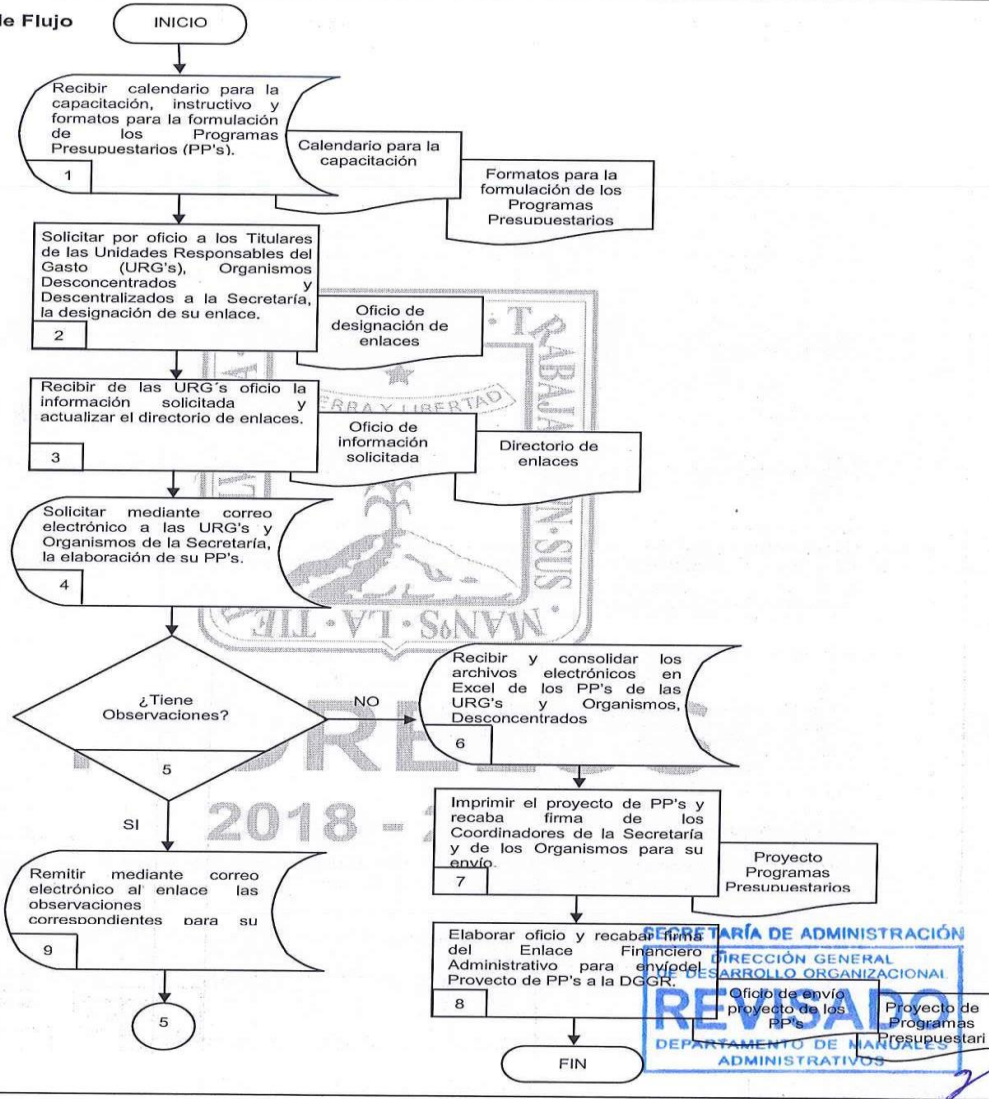 de Flujo
INICIO
Recibir calendario para la
capacitación, instructivo y
formatos para la formulación
de los Programas
Presupuestarios (PP's).
1
Calendario para la
capacitación
Formatos para la
formulación de los
Programas
Presupuestarios
Solicitar por oficio a los Titulares
de las Unidades Responsables del
Gasto (URG's), Organismos
Desconcentrados y
Descentralizados a la Secretaría,
la designación de su enlace.
2
Oficio de
designación de
enlaces
Recibir de las URG´s oficio la
información solicitada y
actualizar el directorio de enlaces.
3
Oficio de
información
solicitada
Directorio de
enlaces
Solicitar mediante correo
electrónico a las URG's y
Organismos de la Secretaría,
la elaboración de su PP's.
4
¿Tiene
Observaciones?
5
NO
SI
Recibir y consolidar los
archivos electrónicos en
Excel de los PP's de las
URG's y Organismos,
Desconcentrados
6
Imprimir el proyecto de PP's y
recaba firma de los
Coordinadores de la Secretaría
y de los Organismos para su
envío.
7
Proyecto
Programas
Presupuestarios
Remitir mediante correo
electrónico al enlace las
observaciones
correspondientes para su
9
5
Elaborar oficio y recabar firma
del Enlace Financiero
Administrativo para envíodel
Proyecto de PP's a la DGGR.
8
Oficio de envío
proyecto de los
PP's
Proyecto de
Programas
Presupuestari
FIN
SECRETARÍA DE ADMINISTRACIÓN
DIRECCIÓN GENERAL
DE DESARROLLO ORGANIZACIONAL
REVISADO
DEPARTAMENTO DE MANUALES
ADMINISTRATIVOS
TIERRA Y LIBERTAD
TRABAJAN·SUS
MANºS·LA·TIE
2018 -